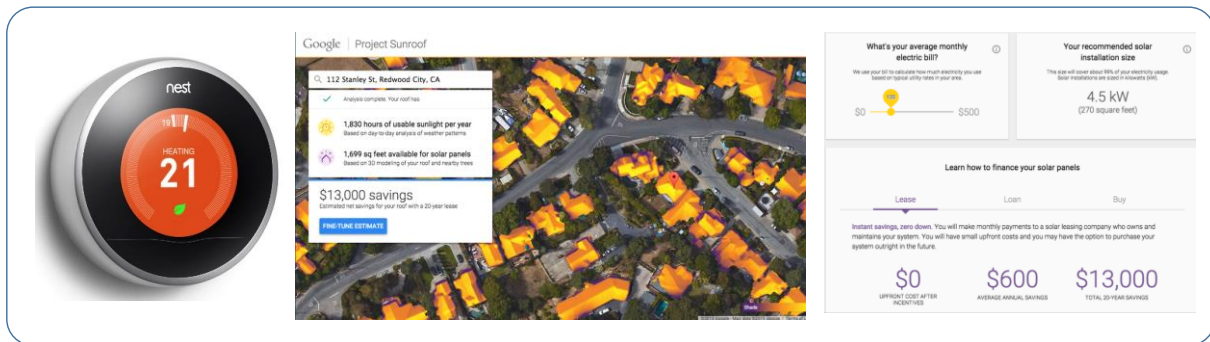 nest
19
HEATING
21
Google | Project Sunroof
112 Stanley St, Redwood City, CA
Analysis complete. Your roof has:
1,830 hours of usable sunlight per year
Based on day-to-day analysis of weather patterns
1,699 sq feet available for solar panels
Based on 3D modeling of your roof and nearby trees
$13,000 savings
Estimated net savings for your roof with a 20-year lease
FINE-TUNE ESTIMATE
Shade
What's your average monthly
electric bill?
We use your bill to calculate how much electricity you use
based on typical utility rates in your area.
$0
$500
Your recommended solar
installation size
This size will cover about 98% of your electricity usage.
Solar installations are sized in kilowatts (kW).
4.5 kW
(270 square feet)
Learn how to finance your solar panels
Lease
Loan
Buy
Instant savings, zero down. You will make monthly payments to a solar leasing company who owns and
maintains your system. You will have small upfront costs and you may have the option to purchase your
system outright in the future.
$0
UPFRONT COST AFTER
INCENTIVES
$600
AVERAGE ANNUAL SAVINGS
$13,000
TOTAL 20-YEAR SAVINGS